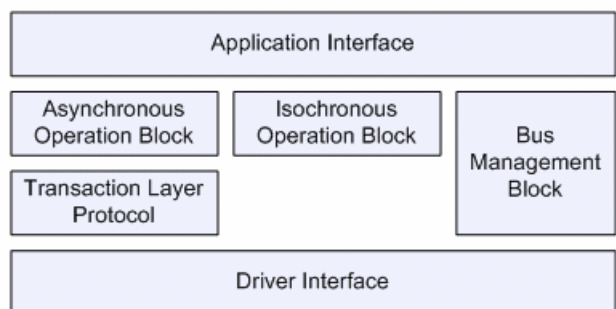 Application Interface
Asynchronous
Operation Block
Isochronous
Operation Block
Bus
Management
Block
Transaction Layer
Protocol
Driver Interface